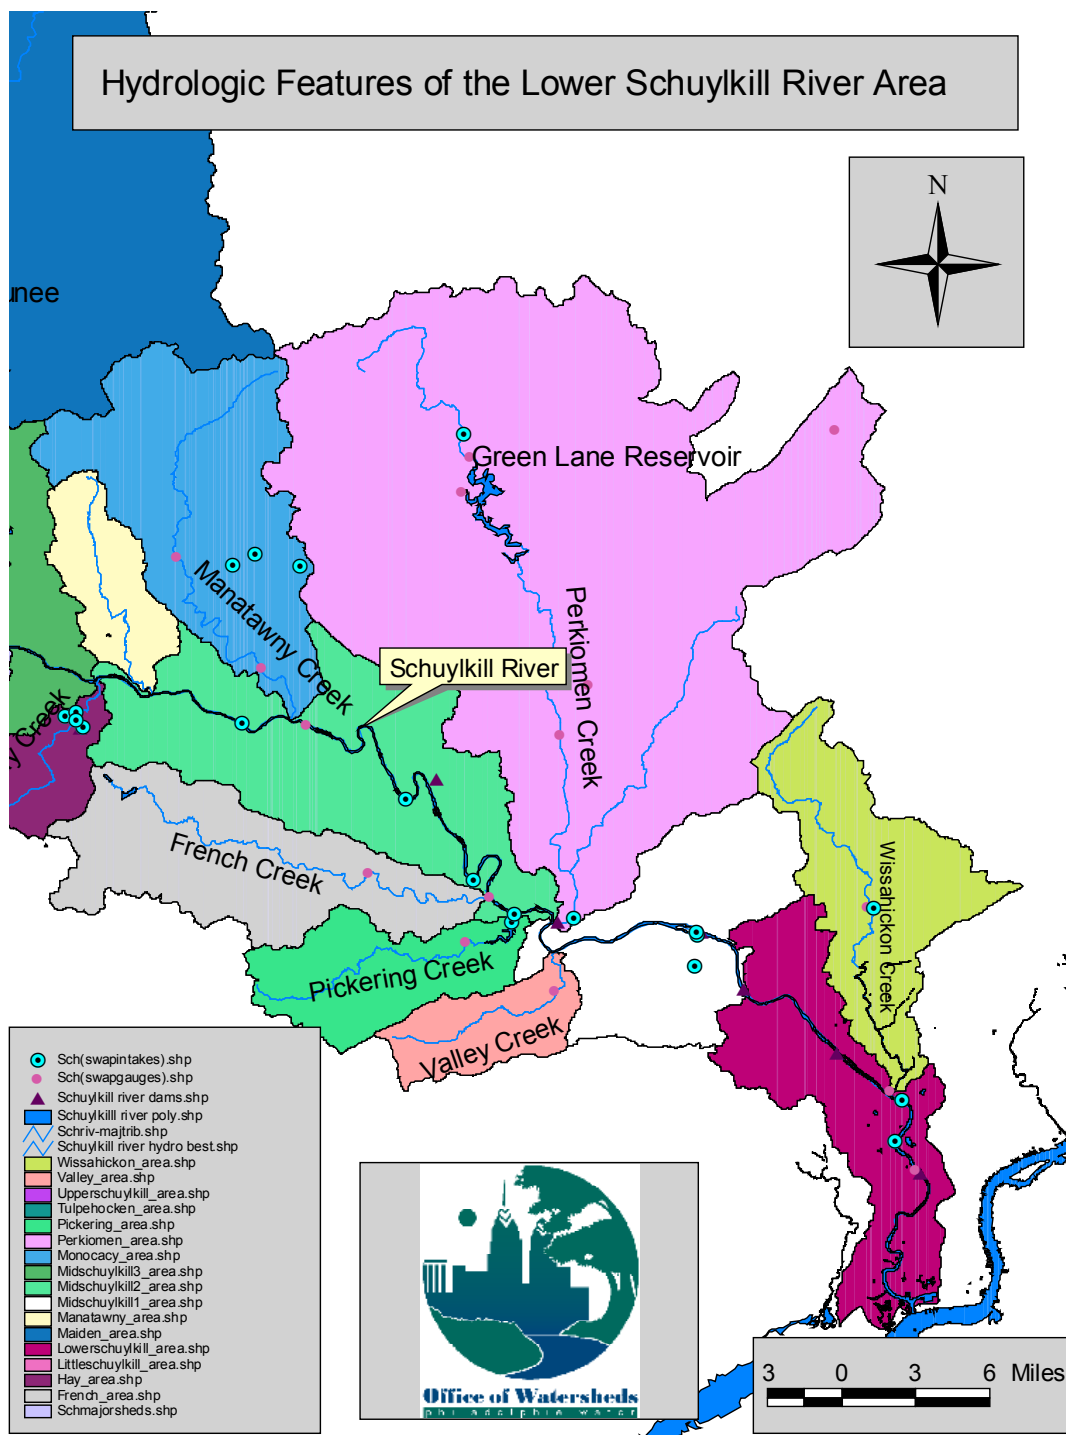 Hydrologic Features of the Lower Schuylkill River Area
N
unee
Green Lane Reservoir
Manatawny Creek
Perkiomen Creek
Schuylkill River
y Creek
French Creek
Wissahickon Creek
Pickering Creek
Valley Creek
Sch(swapintakes).shp
Sch(swapgauges).shp
Schuylkill river dams.shp
Schuylkilll river poly.shp
Schriv-majtrib.shp
Schuylkill river hydro best.shp
Wissahickon_area.shp
Valley_area.shp
Upperschuylkill_area.shp
Tulpehocken_area.shp
Pickering_area.shp
Perkiomen_area.shp
Monocacy_area.shp
Midschuylkill3_area.shp
Midschuylkill2_area.shp
Midschuylkill1_area.shp
Manatawny_area.shp
Maiden_area.shp
Lowerschuylkill_area.shp
Littleschuylkill_area.shp
Hay_area.shp
French_area.shp
Schmajorsheds.shp
Office of Watersheds
philadelphia water
3 0 3 6 Miles